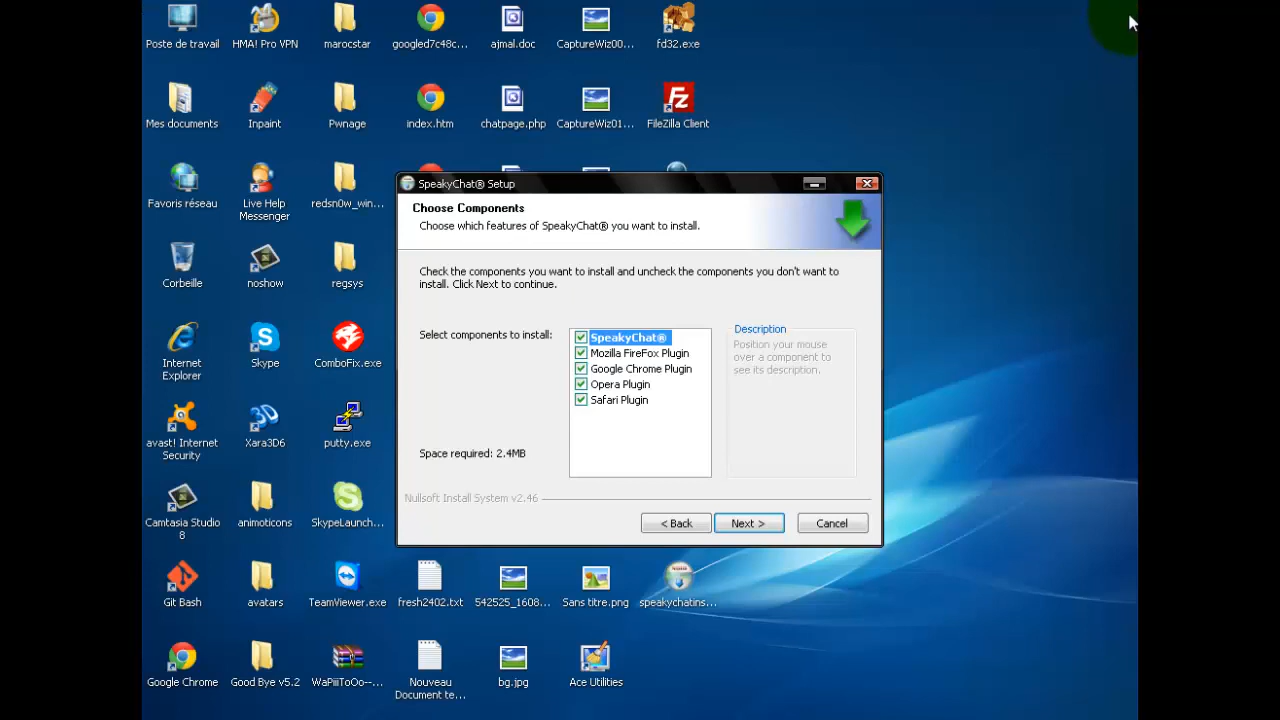 Poste de travail
HMA! Pro VPN
marocstar
googled7c48c...
ajmal.doc
CaptureWiz00...
fd32.exe
Mes documents
Inpaint
Pwnage
index.htm
chatpage.php
CaptureWiz01...
FileZilla Client
Favoris réseau
Live Help
Messenger
redsn0w_win...
Corbeille
noshow
regsys
Internet
Explorer
Skype
ComboFix.exe
avast! Internet
Security
Xara3D6
putty.exe
Camtasia Studio
8
animoticons
SkypeLaunch...
SpeakyChat® Setup
Choose Components
Choose which features of SpeakyChat® you want to install.
Check the components you want to install and uncheck the components you don't want to
install. Click Next to continue.
Select components to install:
SpeakyChat®
Mozilla FireFox Plugin
Google Chrome Plugin
Opera Plugin
Safari Plugin
Description
Position your mouse
over a component to
see its description.
Space required: 2.4MB
Nullsoft Install System v2.46
< Back
Next >
Cancel
Git Bash
avatars
TeamViewer.exe
fresh2402.txt
542525_1608...
Sans titre.png
speakychatins...
Google Chrome
Good Bye v5.2
WaPiiiToOo--...
Nouveau
Document te...
bg.jpg
Ace Utilities